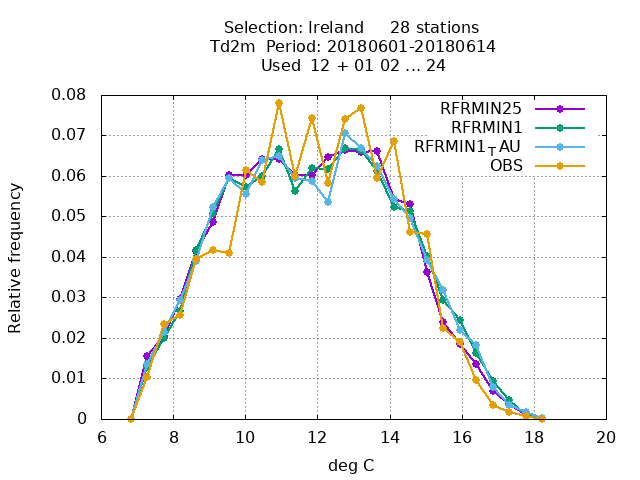 Selection: Ireland 28 stations
Td2m Period: 20180601-20180614
Used 12 + 01 02 ... 24
RFRMIN25
RFRMIN1
RFRMIN1┬AU
OBS
Relative frequency
0.08
0.07
0.06
0.05
0.04
0.03
0.02
0.01
0
6 8 10 12 14 16 18 20
deg C